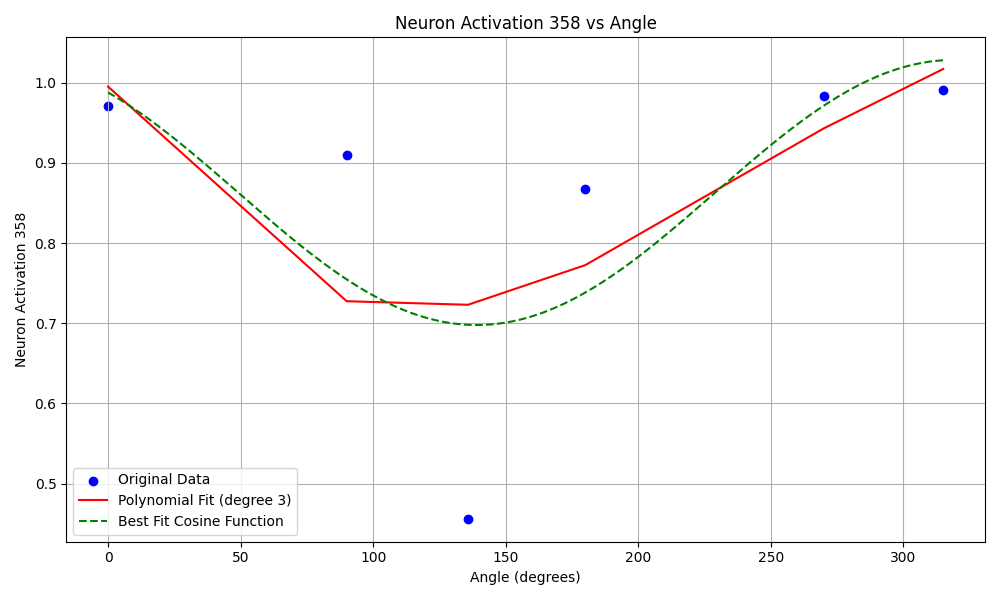 Neuron Activation 358 vs Angle
Neuron Activation 358
1.0
0.9
0.8
0.7
0.6
0.5
Original Data
Polynomial Fit (degree 3)
Best Fit Cosine Function
0 50 100 150 200 250 300
Angle (degrees)